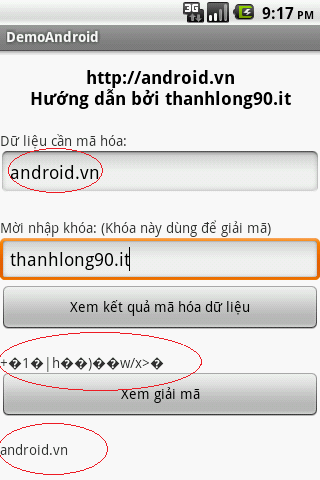 3G 9:17 PM
DemoAndroid
http://android.vn
Hướng dẫn bởi thanhlong90.it
Dữ liệu cần mã hóa:
android.vn
Mời nhập khóa: (Khóa này dùng để giải mã)
thanhlong90.it
Xem kết quả mã hóa dữ liệu
+�1�|h��)��w/x>�
Xem giải mã
android.vn